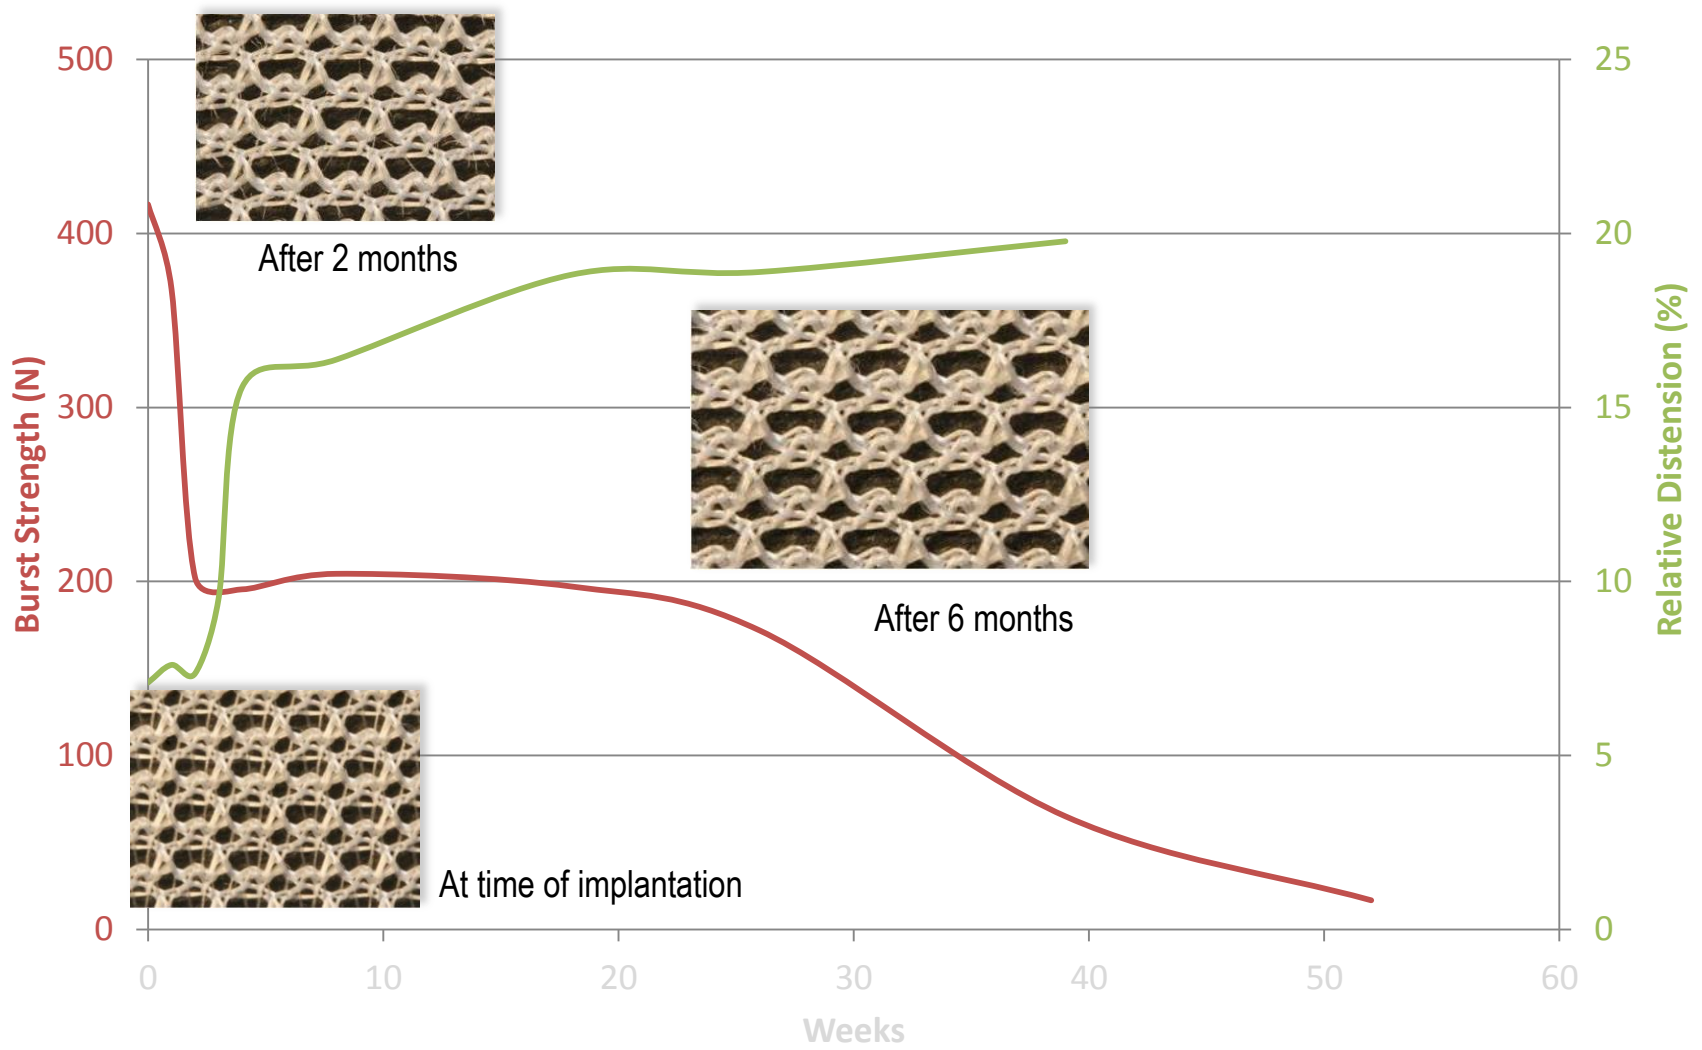 500
400
300
200
100
0
Burst Strength (N)
25
20
15
10
5
0
Relative Distension (%)
After 2 months
After 6 months
At time of implantation
0 10 20 30 40 50 60
Weeks